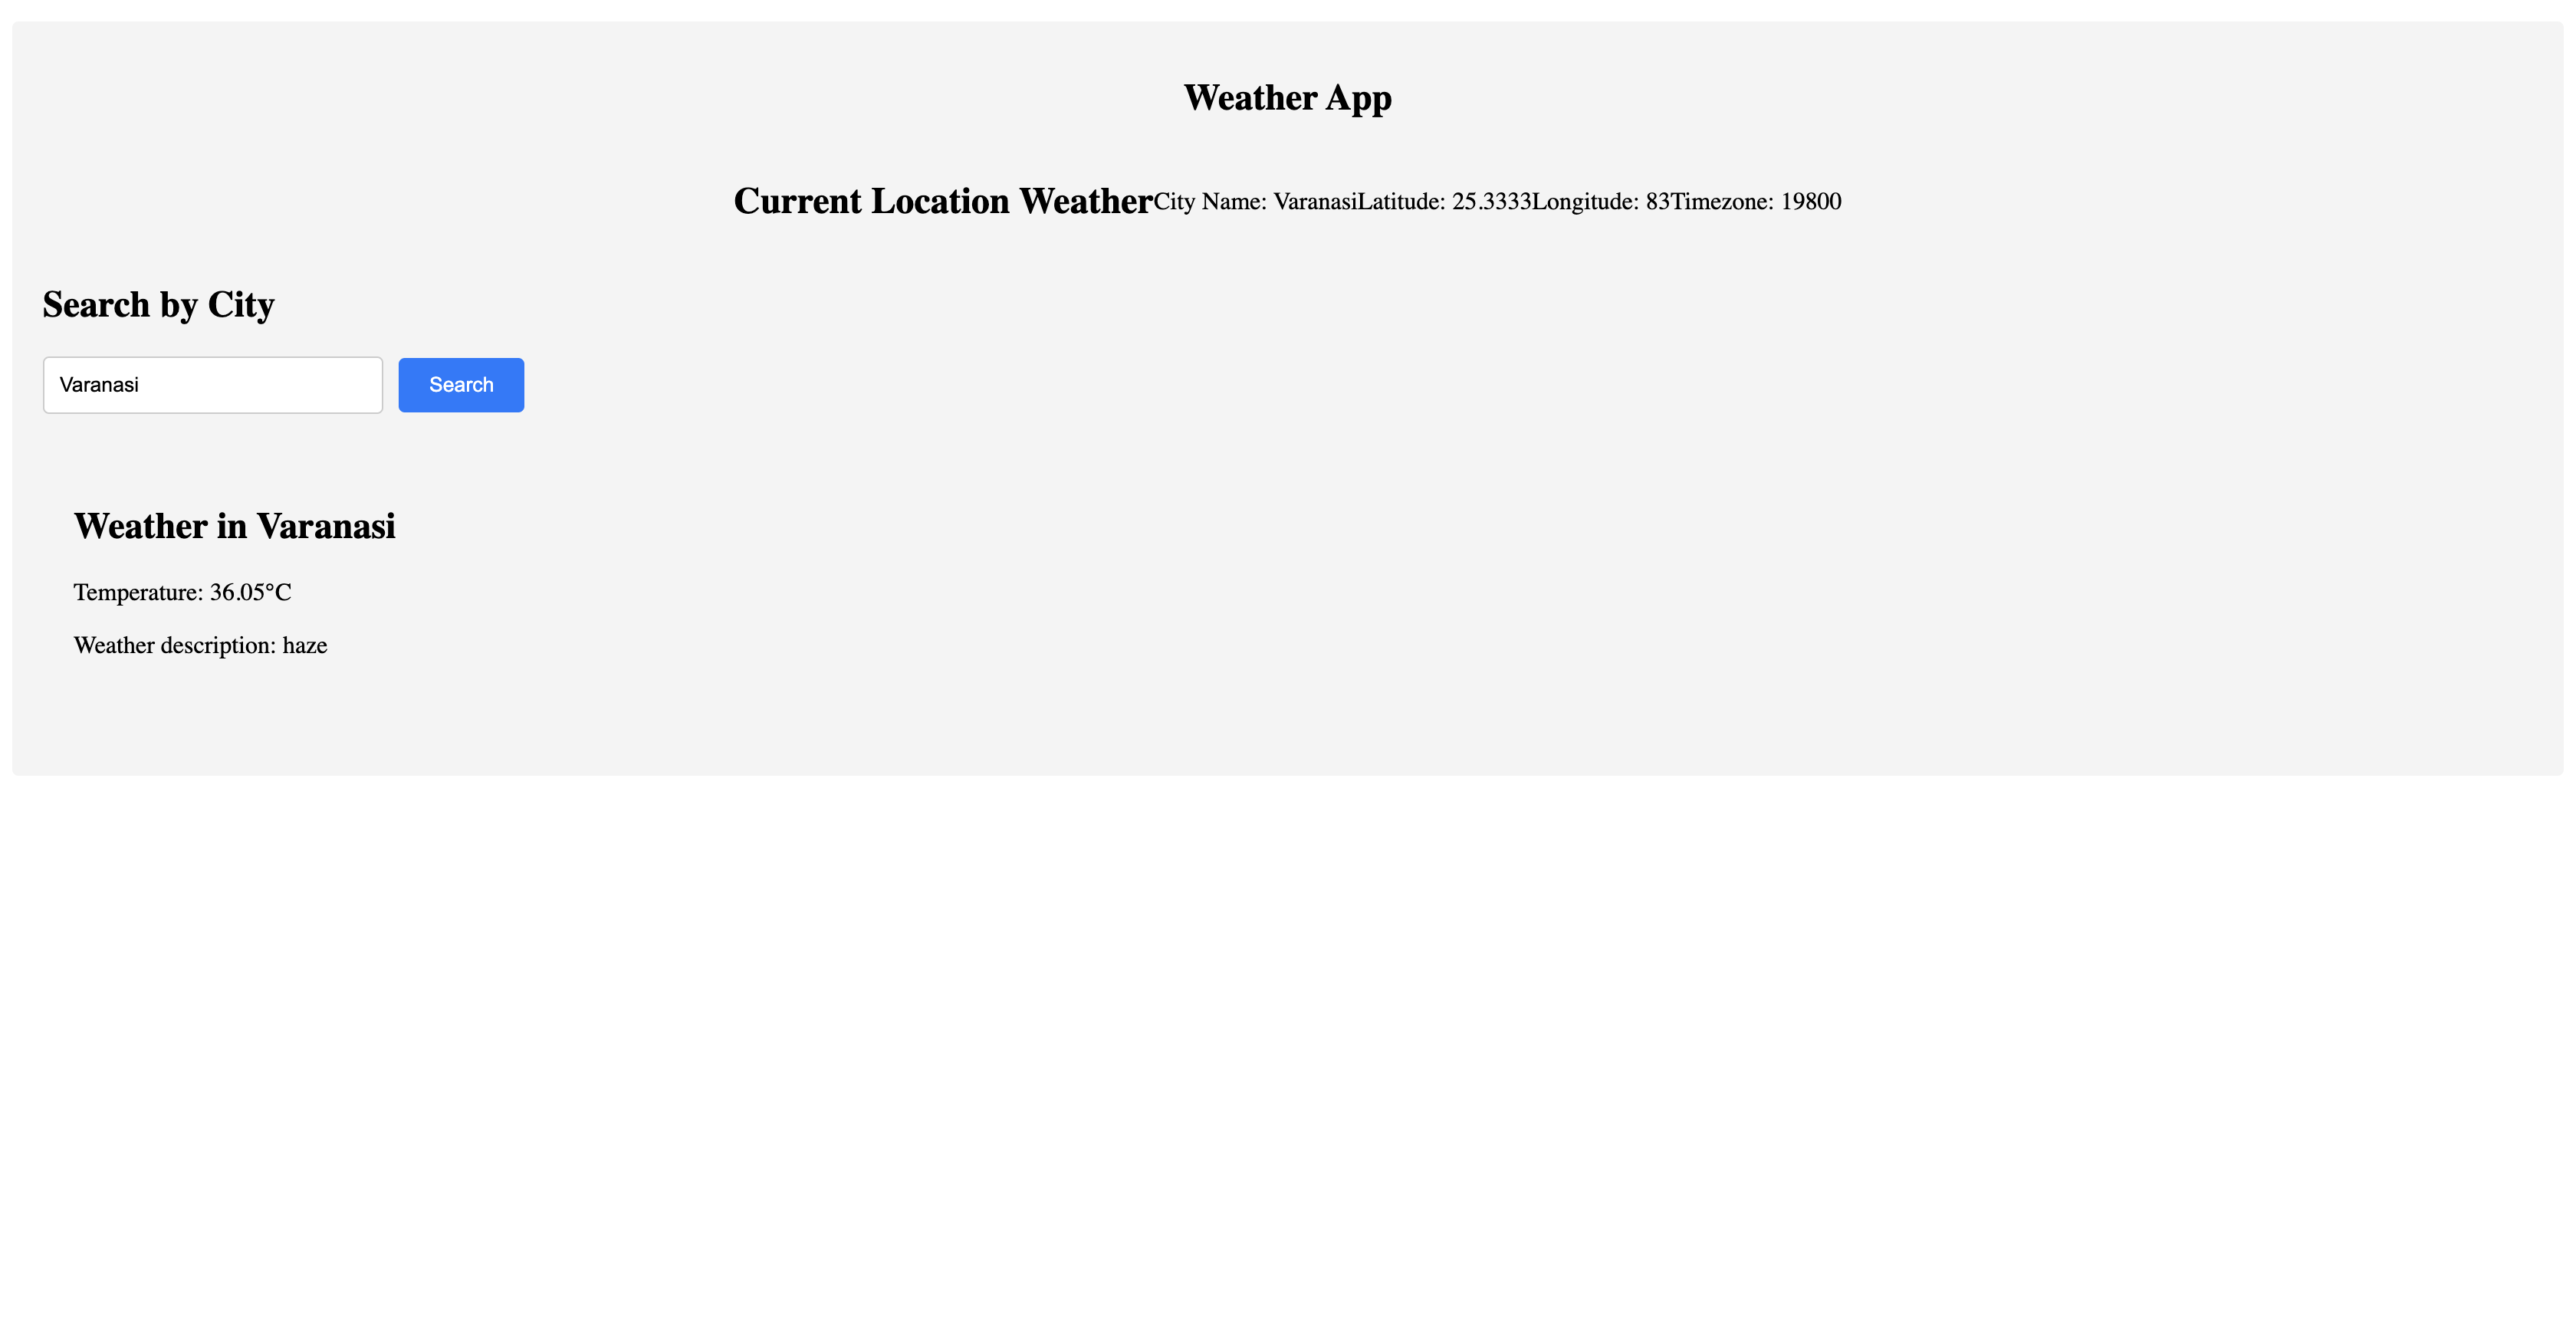 Weather App
Current Location WeatherCity Name: VaranasiLatitude: 25.3333Longitude: 83Timezone: 19800
Search by City
Varanasi Search
Weather in Varanasi
Temperature: 36.05°C
Weather description: haze